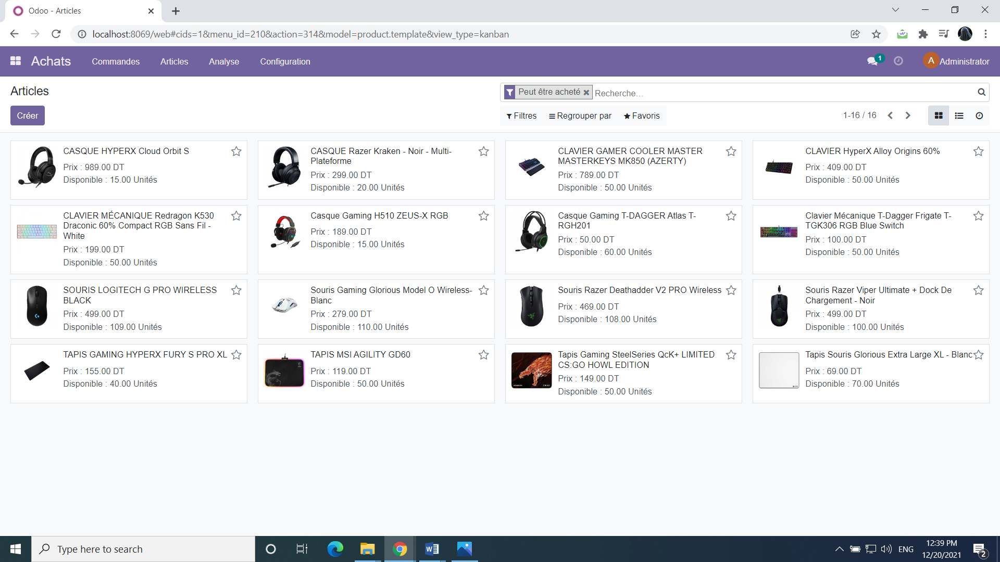 Odoo - Articles
localhost:8069/web#cids=1&menu_id=210&action=314&model=product.template&view_type=kanban
Achats Commandes Articles Analyse Configuration 1 A Administrator
Articles
Peut être acheté Recherche...
Créer
Filtres Regrouper par Favoris 1-16 / 16
CASQUE HYPERX Cloud Orbit S
Prix : 989.00 DT
Disponible : 15.00 Unités
CASQUE Razer Kraken - Noir - Multi-
Plateforme
Prix : 299.00 DT
Disponible : 20.00 Unités
CLAVIER GAMER COOLER MASTER
MASTERKEYS MK850 (AZERTY)
Prix : 789.00 DT
Disponible : 50.00 Unités
CLAVIER HyperX Alloy Origins 60%
Prix : 409.00 DT
Disponible : 50.00 Unités
CLAVIER MÉCANIQUE Redragon K530
Draconic 60% Compact RGB Sans Fil -
White
Prix : 199.00 DT
Disponible : 50.00 Unités
Casque Gaming H510 ZEUS-X RGB
Prix : 189.00 DT
Disponible : 15.00 Unités
Casque Gaming T-DAGGER Atlas T-
RGH201
Prix : 50.00 DT
Disponible : 60.00 Unités
Clavier Mécanique T-Dagger Frigate T-
TGK306 RGB Blue Switch
Prix : 100.00 DT
Disponible : 50.00 Unités
SOURIS LOGITECH G PRO WIRELESS
BLACK
Prix : 499.00 DT
Disponible : 109.00 Unités
Souris Gaming Glorious Model O Wireless-
Blanc
Prix : 279.00 DT
Disponible : 110.00 Unités
Souris Razer Deathadder V2 PRO Wireless
Prix : 469.00 DT
Disponible : 108.00 Unités
Souris Razer Viper Ultimate + Dock De
Chargement - Noir
Prix : 499.00 DT
Disponible : 100.00 Unités
TAPIS GAMING HYPERX FURY S PRO XL
Prix : 155.00 DT
Disponible : 40.00 Unités
TAPIS MSI AGILITY GD60
Prix : 119.00 DT
Disponible : 50.00 Unités
Tapis Gaming SteelSeries QcK+ LIMITED
CS:GO HOWL EDITION
Prix : 149.00 DT
Disponible : 50.00 Unités
Tapis Souris Glorious Extra Large XL - Blanc
Prix : 69.00 DT
Disponible : 70.00 Unités
Type here to search
ENG
12:39 PM
12/20/2021
2